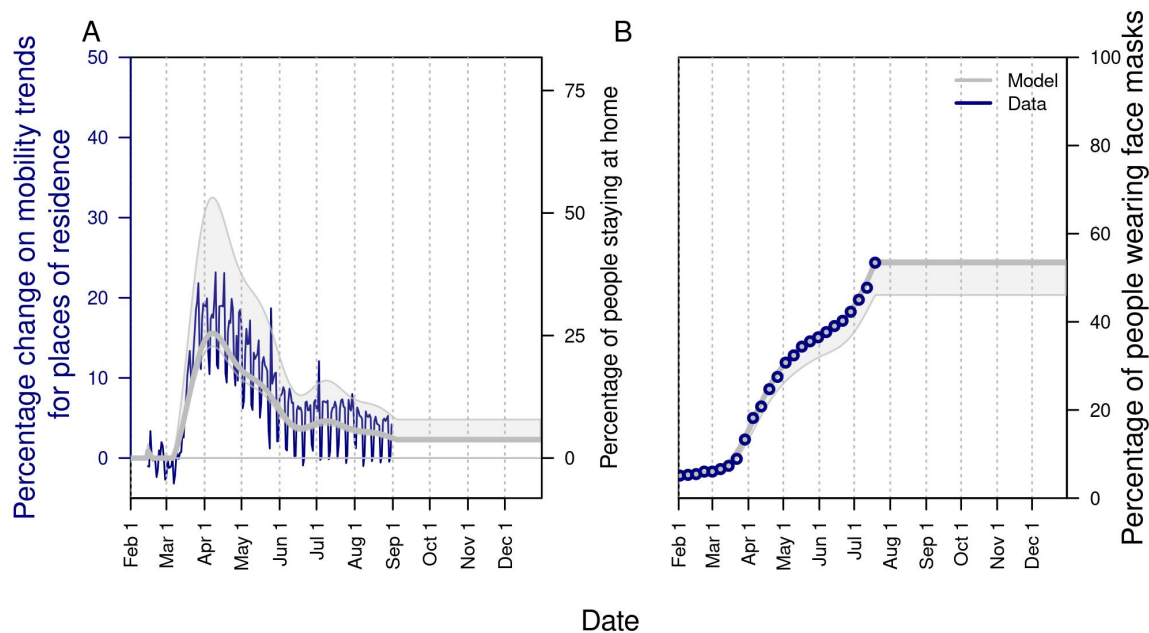 A
Percentage change on mobility trends
for places of residence
50
40
30
20
10
0
75
50
25
0
Percentage of people staying at home
Feb 1
Mar 1
Apr 1
May 1
Jun 1
Jul 1
Aug 1
Sep 1
Oct 1
Nov 1
Dec 1
B
Model
Data
100
80
60
40
20
0
Percentage of people wearing face masks
Feb 1
Mar 1
Apr 1
May 1
Jun 1
Jul 1
Aug 1
Sep 1
Oct 1
Nov 1
Dec 1
Date